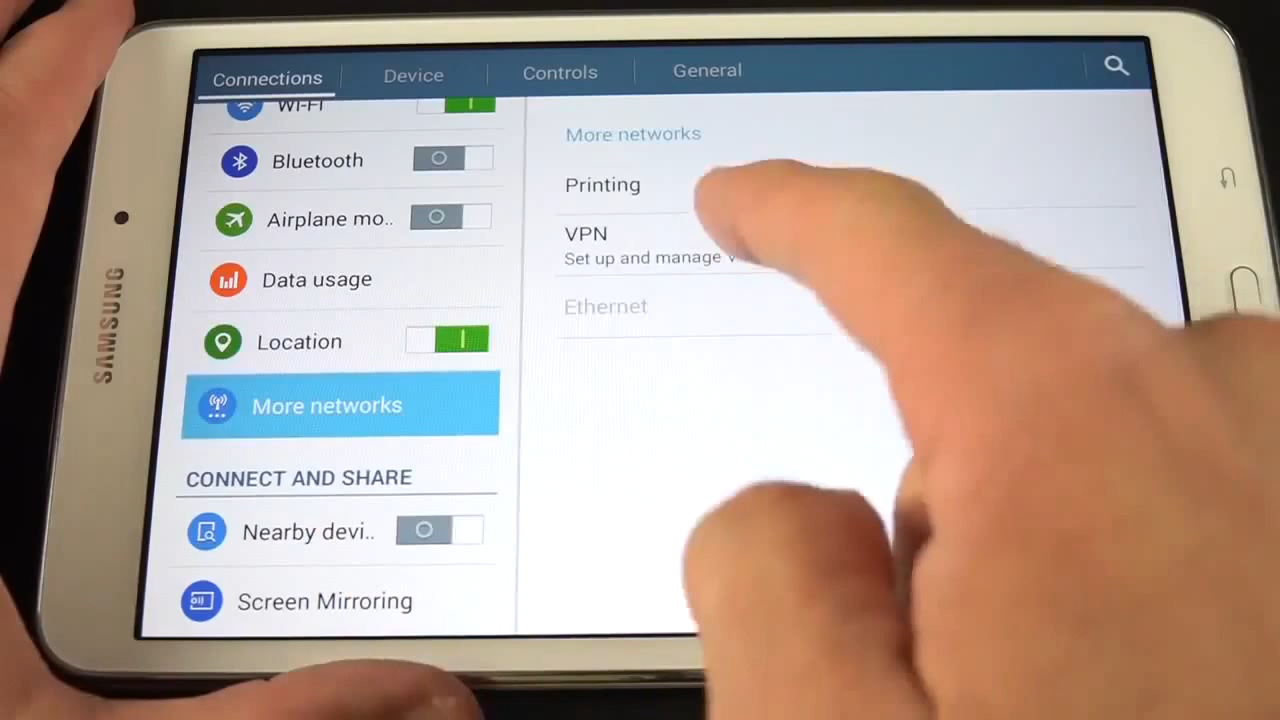 Connections
Device
Controls
General
Wi-Fi
Bluetooth
Airplane mo..
Data usage
Location
More networks
CONNECT AND SHARE
Nearby devi..
Screen Mirroring
More networks
Printing
VPN
Set up and manage
Ethernet
SAMSUNG